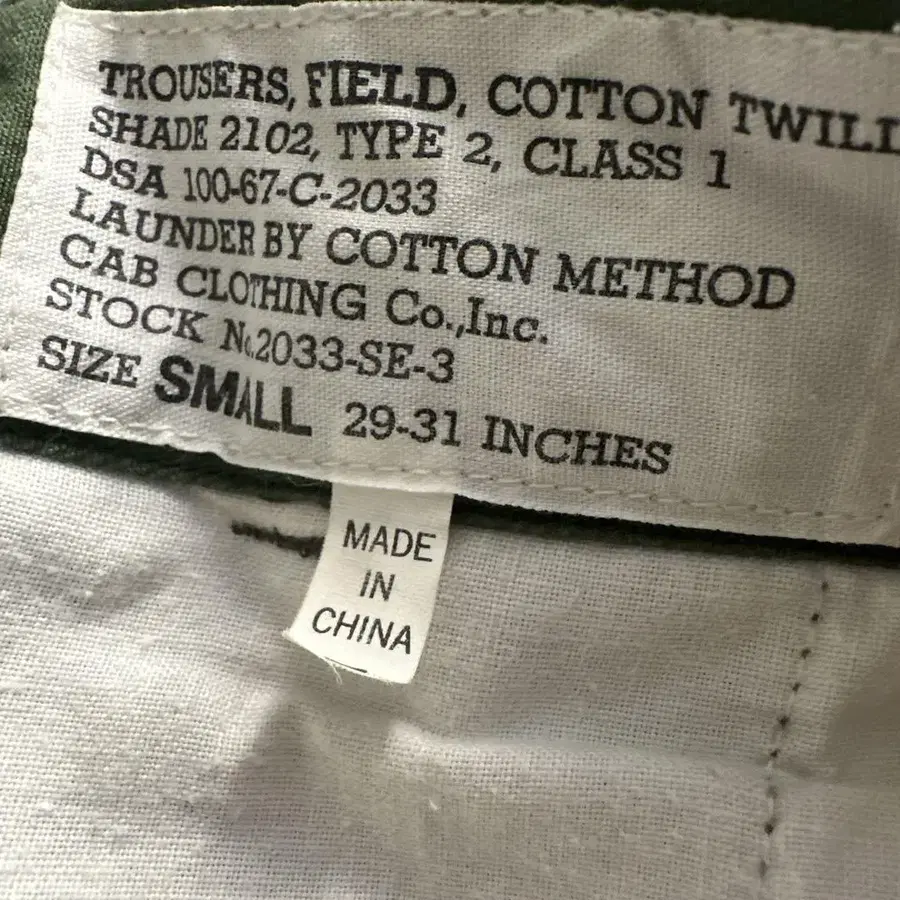 TROUSERS, FIELD, COTTON TWILL
SHADE 2102, TYPE 2, CLASS 1
DSA 100-67-C-2033
LAUNDER BY COTTON METHOD
CAB CLOTHING Co.,Inc.
STOCK No.2033-SE-3
SIZE SMALL 29-31 INCHES
MADE
IN
CHINA